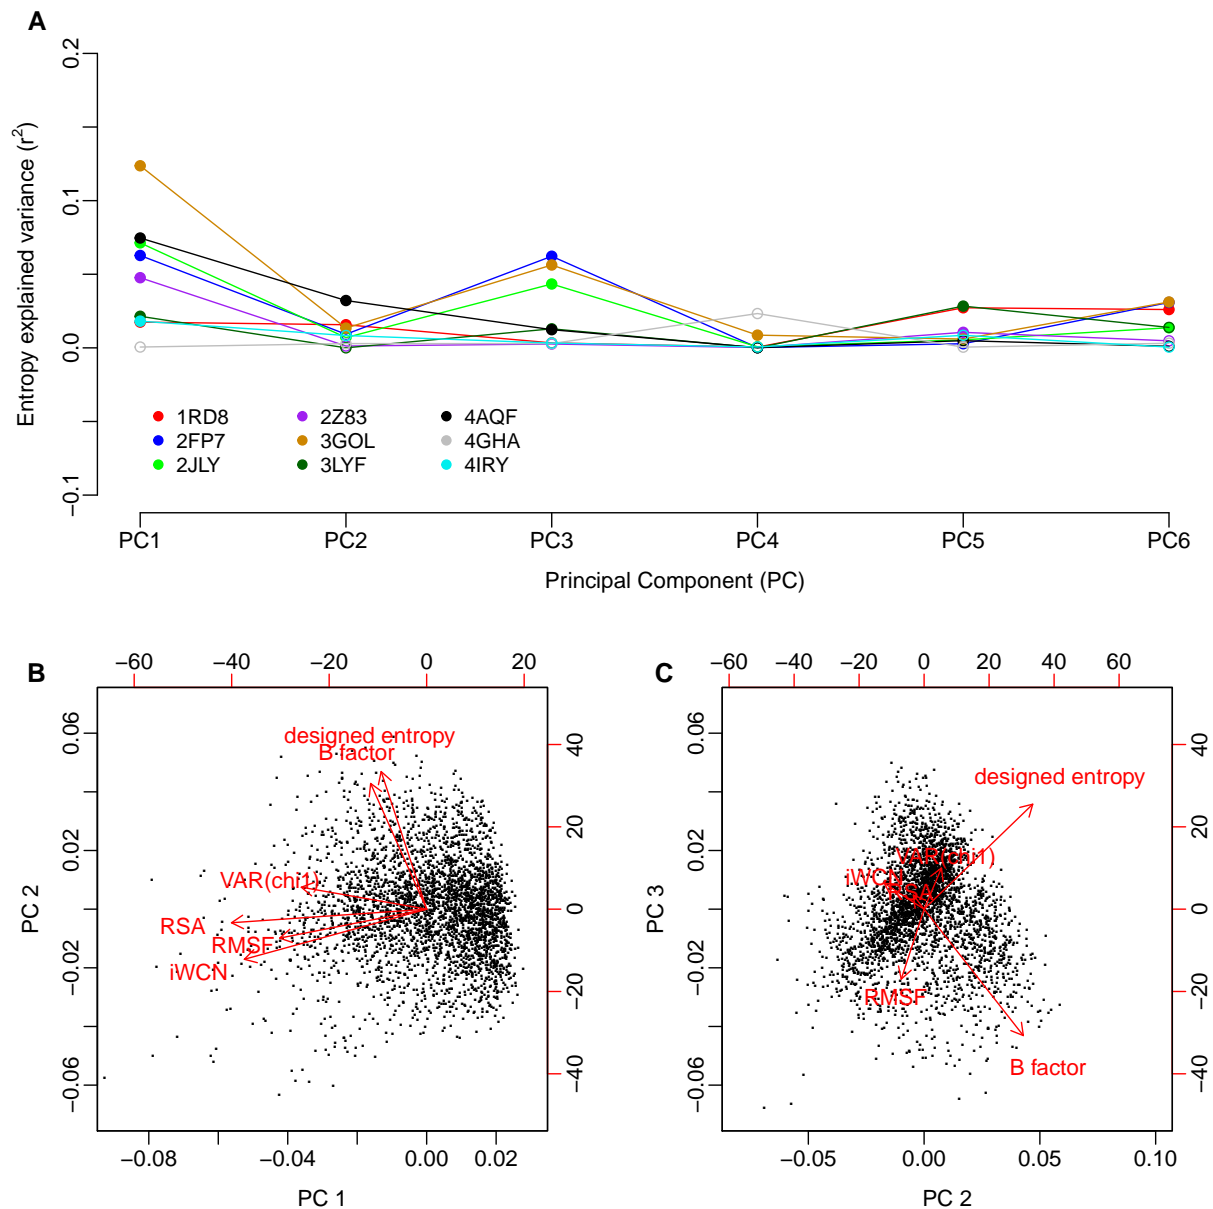 A
Entropy explained variance (r²)
0.2
0.1
0.0
−0.1
1RD8 2Z83 4AQF
2FP7 3GOL 4GHA
2JLY 3LYF 4IRY
PC1 PC2 PC3 PC4 PC5 PC6
Principal Component (PC)
B
−60 −40 −20 0 20
PC 2
0.06
0.02
−0.02
−0.06
designed entropy
B factor
VAR(chi1)
RSA
RMSF
iWCN
40
20
0
−20
−40
−0.08 −0.04 0.00 0.02
PC 1
C
−60 −40 −20 0 20 40 60
PC 3
0.06
0.02
−0.02
−0.06
designed entropy
VAR(chi1)
iWCN
RSA
RMSF
B factor
40
20
0
−20
−40
−0.05 0.00 0.05 0.10
PC 2